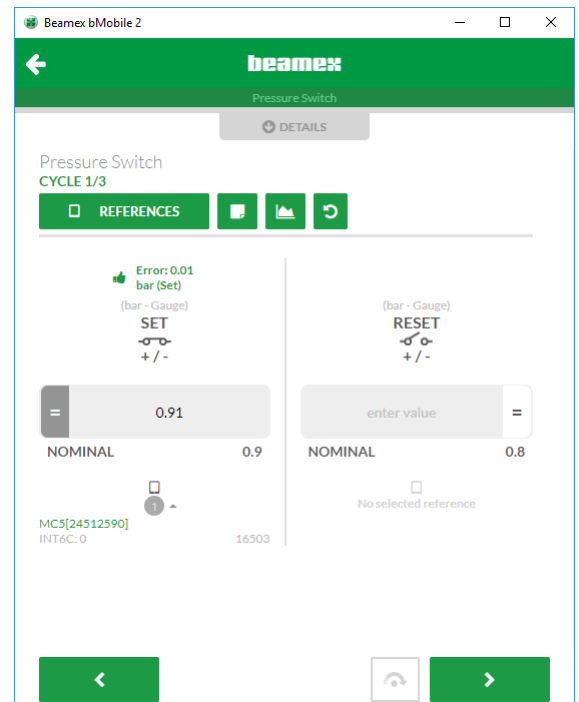 Beamex bMobile 2
beamex
Pressure Switch
DETAILS
Pressure Switch
CYCLE 1/3
REFERENCES
Error: 0.01
bar (Set)
(bar - Gauge)
SET
+ / -
= 0.91
NOMINAL 0.9
1
MC5[24512590]
INT6C: 0 16503
(bar - Gauge)
RESET
+ / -
enter value =
NOMINAL 0.8
No selected reference